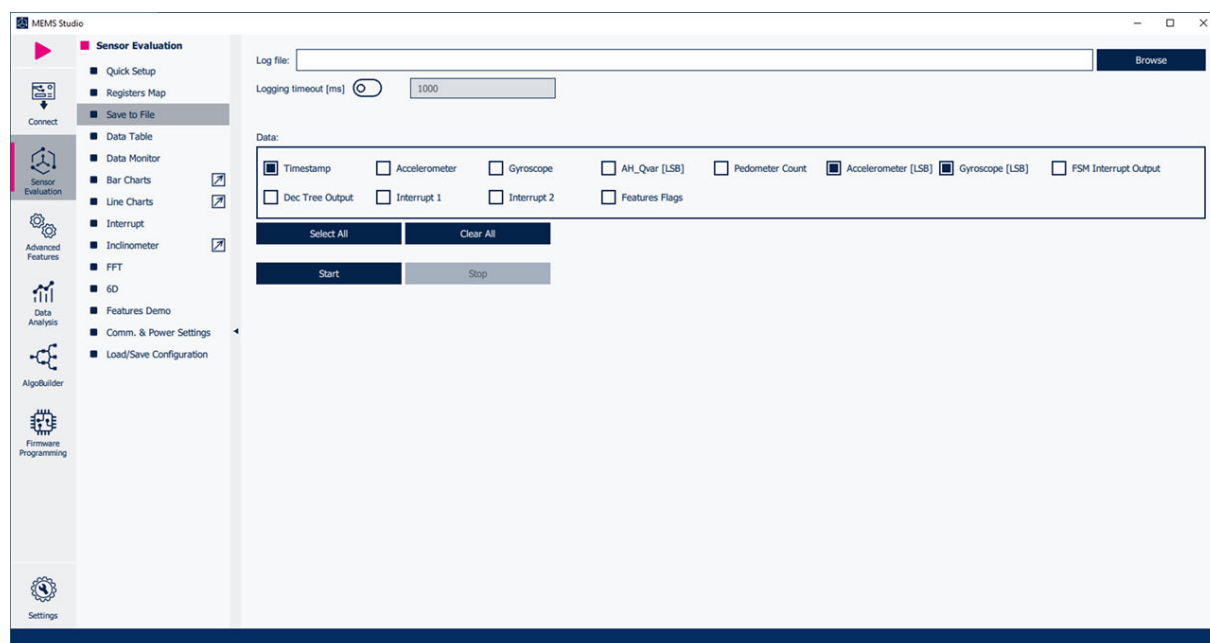 MEMS Studio
Connect
Sensor
Evaluation
Advanced
Features
Data
Analysis
AlgoBuilder
Firmware
Programming
Settings
Sensor Evaluation
Quick Setup
Registers Map
Save to File
Data Table
Data Monitor
Bar Charts
Line Charts
Interrupt
Inclinometer
FFT
6D
Features Demo
Comm. & Power Settings
Load/Save Configuration
Log file:
Browse
Logging timeout [ms] 1000
Data:
Timestamp Accelerometer Gyroscope AH_Qvar [LSB] Pedometer Count Accelerometer [LSB] Gyroscope [LSB] FSM Interrupt Output
Dec Tree Output Interrupt 1 Interrupt 2 Features Flags
Select All Clear All
Start Stop